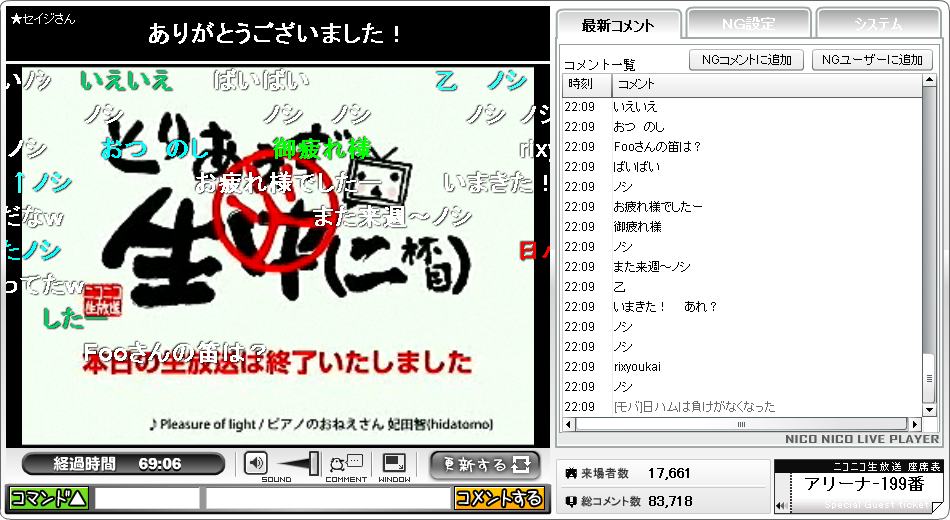 ★セイジさん
ありがとうございました！
ノシ いえいえ ばいばい 乙 ノシ
ノシ ノシ ノシ ノシ
とりあえず
ノシ おつ のし 御疲れ様
↑ノシ お疲れ様でしたー いまきた！
だなw また来週～ノシ
生中(二杯目)
たノシ 日ハ
ってたw
ニコニコ生放送
したー
Fooさんの笛は？
本日の生放送は終了いたしました
♪Pleasure of light / ピアノのおねえさん 妃田智(hidatomo)
経過時間 69:06
SOUND COMMENT WINDOW
更新する
コマンド△ コメントする
最新コメント NG設定 システム
コメント一覧 NGコメントに追加 NGユーザーに追加
時刻 コメント
22:09 いえいえ
22:09 おつ のし
22:09 Fooさんの笛は？
22:09 ばいばい
22:09 ノシ
22:09 お疲れ様でしたー
22:09 御疲れ様
22:09 ノシ
22:09 また来週～ノシ
22:09 乙
22:09 いまきた！ あれ？
22:09 ノシ
22:09 ノシ
22:09 rixyoukai
22:09 ノシ
22:09 [モバ]日ハムは負けがなくなった
NICO NICO LIVE PLAYER
来場者数 17,661
総コメント数 83,718
ニコニコ生放送 座席表
アリーナ-199番
Special Guest ticket